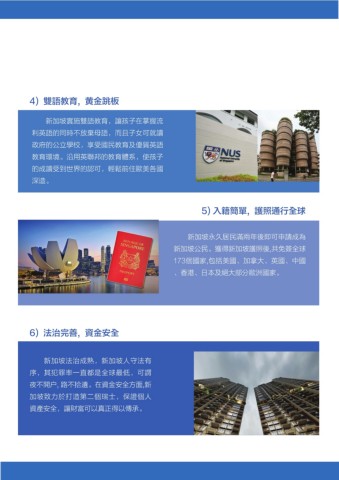 4）雙語教育，黃金跳板
新加坡實施雙語教育，讓孩子在掌握流
利英語的同時不放棄母語，而且子女可就讀
政府的公立學校，享受國民教育及優質英語
教育環境，沿用英聯邦的教育體系，使孩子
的成績受到世界的認可，輕鬆前往歐美各國
深造。
NUS
5) 入籍簡單，護照通行全球
新加坡永久居民滿兩年後即可申請成為
新加坡公民，獲得新加坡護照後,共免簽全球
173個國家,包括美國、加拿大、英國、中國
、香港、日本及絕大部分歐洲國家。
6）法治完善，資金安全
新加坡法治成熟，新加坡人守法有
序，其犯罪率一直都是全球最低，可謂
夜不閉戶, 路不拾遺。在資金安全方面,新
加坡致力於打造第二個瑞士，保證個人
資產安全，讓財富可以真正得以傳承。